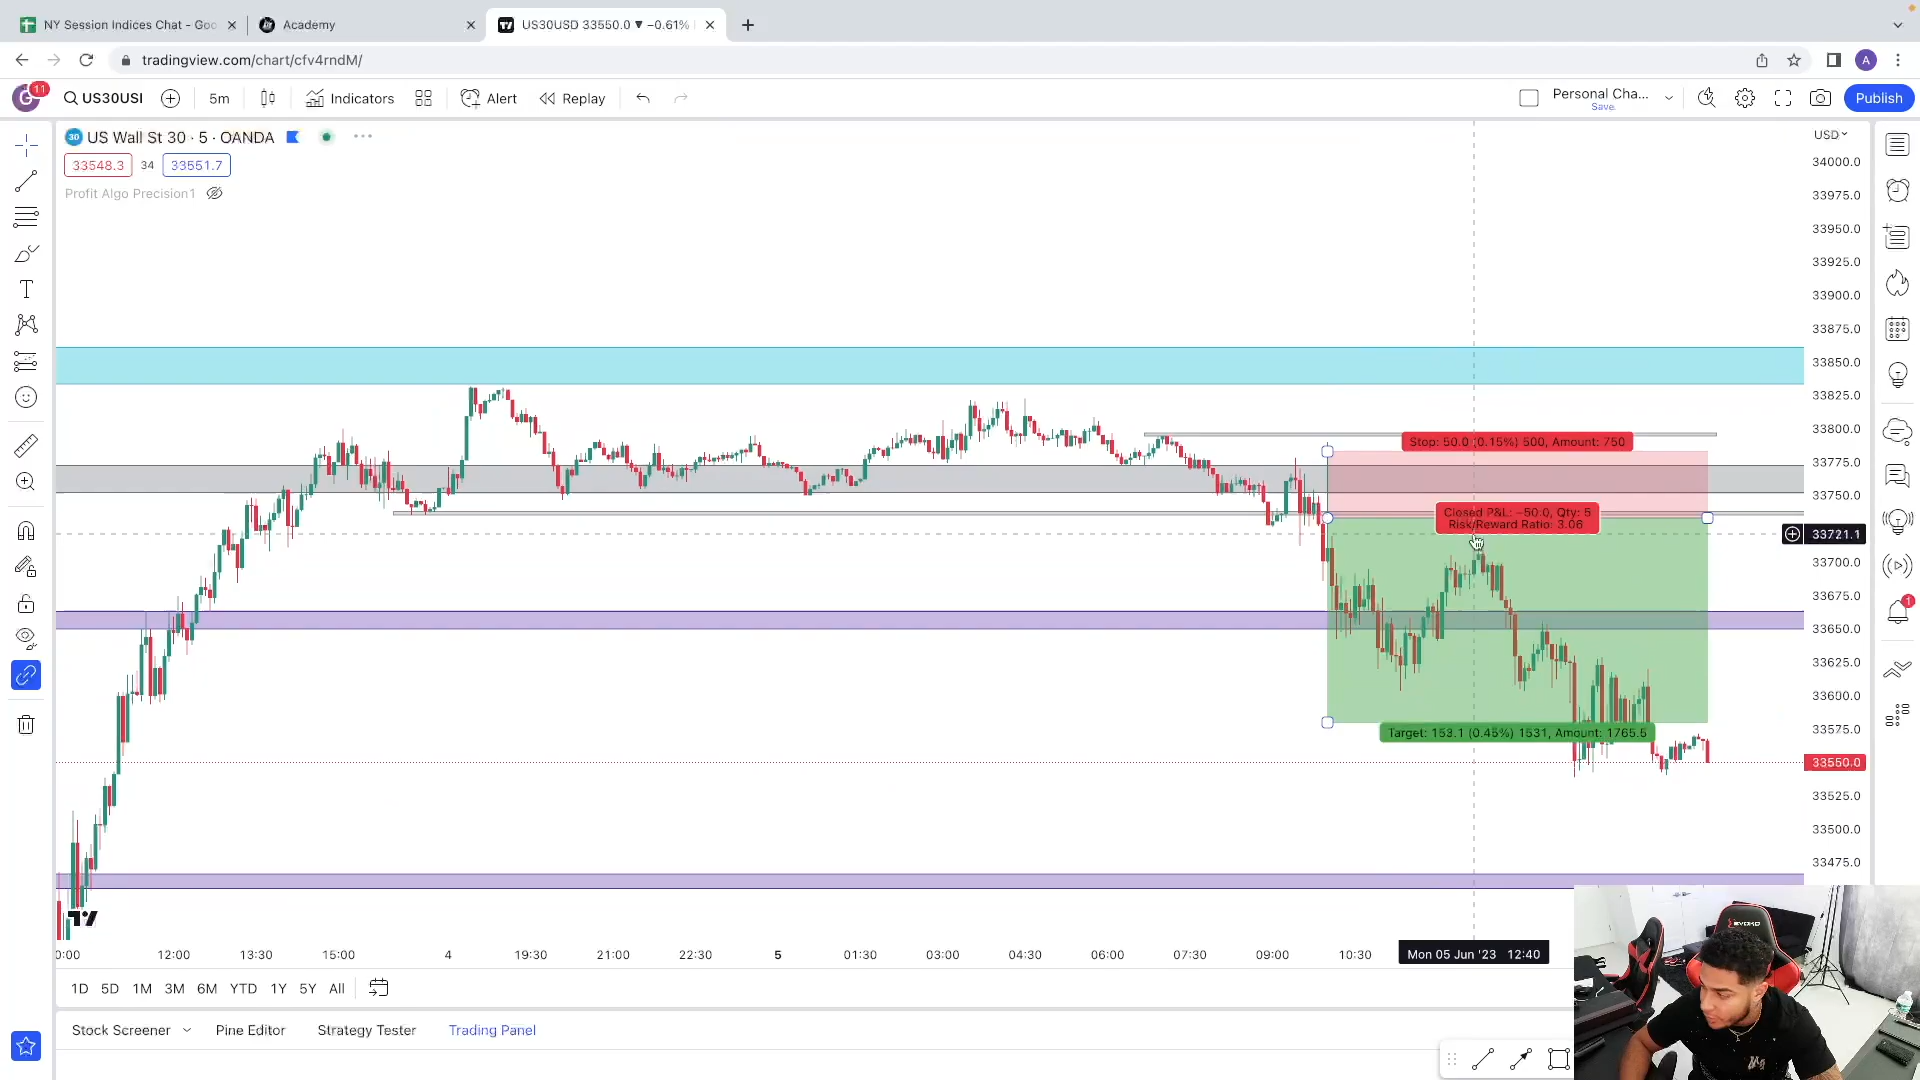 NY Session Indices Chat - Goo
Academy
US30USD 33550.0 ▼ −0.61%
tradingview.com/chart/cfv4rndM/
G 11
US30USI
5m
Indicators
Alert
Replay
Personal Cha...
Save
Publish
A
30 US Wall St 30 · 5 · OANDA
33548.3 34 33551.7
Profit Algo Precision1
USD
34000.0
33975.0
33950.0
33925.0
33900.0
33875.0
33850.0
33825.0
33800.0
33775.0
33750.0
33721.1
33700.0
33675.0
33650.0
33625.0
33600.0
33575.0
33550.0
33525.0
33500.0
33475.0
Stop: 50.0 (0.15%) 500, Amount: 750
Closed P&L: −50.0, Qty: 5
Risk/Reward Ratio: 3.06
Target: 153.1 (0.45%) 1531, Amount: 1765.5
1
0:00 12:00 13:30 15:00 4 19:30 21:00 22:30 5 01:30 03:00 04:30 06:00 07:30 09:00 10:30 Mon 05 Jun '23 12:40
1D 5D 1M 3M 6M YTD 1Y 5Y All
Stock Screener Pine Editor Strategy Tester Trading Panel